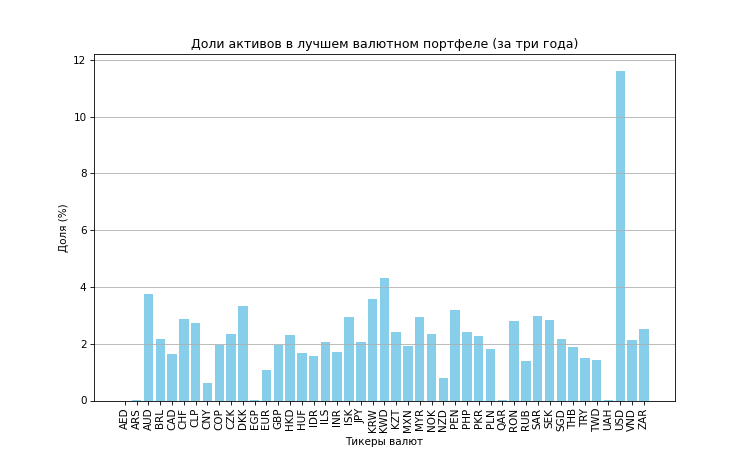 Доли активов в лучшем валютном портфеле (за три года)
12
10
8
6
4
2
0
Доля (%)
AED ARS AUD BRL CAD CHF CLP CNY COP CZK DKK EGP EUR GBP HKD HUF IDR ILS INR ISK JPY KRW KWD KZT MXN MYR NOK NZD PEN PHP PKR PLN QAR RON RUB SAR SEK SGD THB TRY TWD UAH USD VND ZAR
Тикеры валют